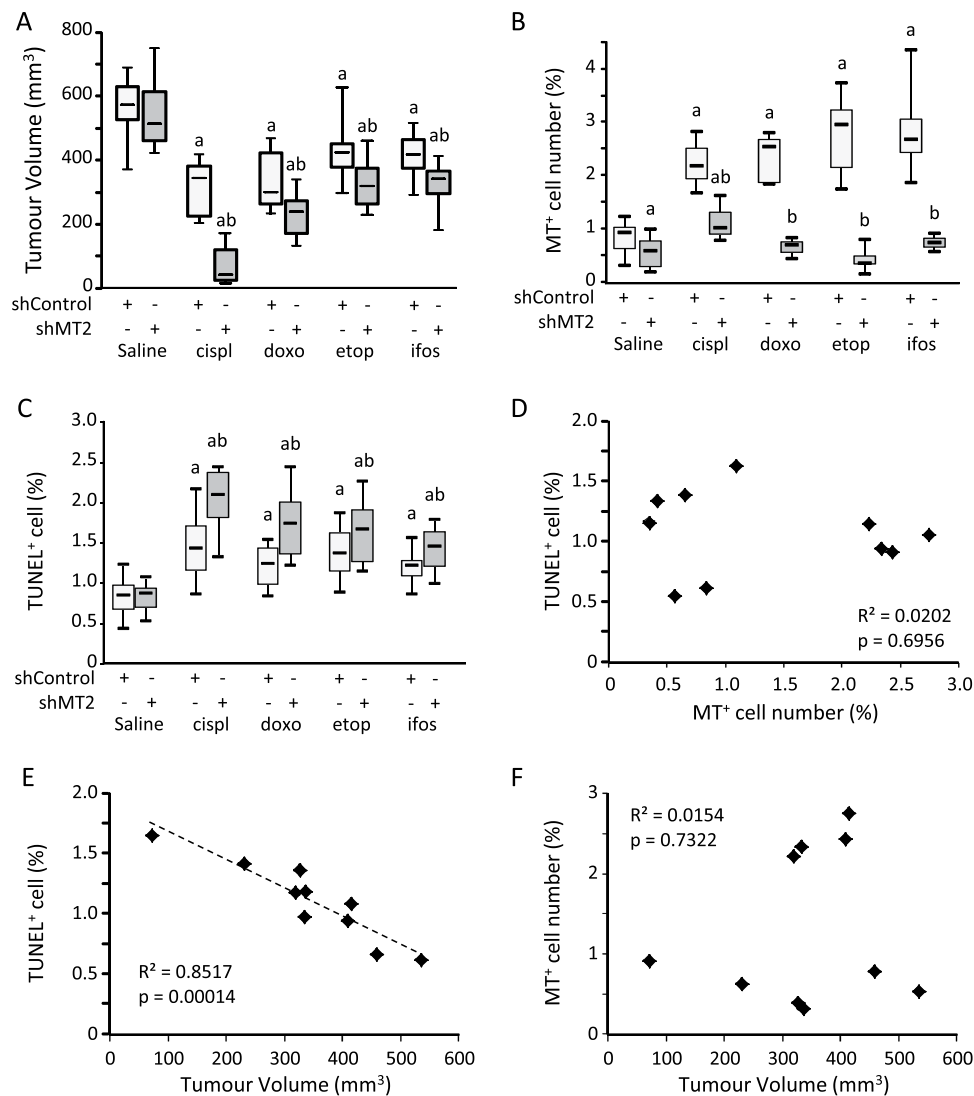 A
Tumour Volume (mm³)
800
600
400
200
0
a
ab
a
ab
a
ab
a
ab
shControl + - + - + - + - + -
shMT2 - + - + - + - + - +
Saline cispl doxo etop ifos
B
MT⁺ cell number (%)
4
3
2
1
0
a
a
ab
a
b
a
b
a
b
shControl + - + - + - + - + -
shMT2 - + - + - + - + - +
Saline cispl doxo etop ifos
C
TUNEL⁺ cell (%)
3.0
2.5
2.0
1.5
1.0
0.5
0
a
ab
a
ab
a
ab
a
ab
shControl + - + - + - + - + -
shMT2 - + - + - + - + - +
Saline cispl doxo etop ifos
D
TUNEL⁺ cell (%)
2.0
1.5
1.0
0.5
0
R² = 0.0202
p = 0.6956
0 0.5 1.0 1.5 2.0 2.5 3.0
MT⁺ cell number (%)
E
TUNEL⁺ cell (%)
2.0
1.5
1.0
0.5
0
R² = 0.8517
p = 0.00014
0 100 200 300 400 500 600
Tumour Volume (mm³)
F
MT⁺ cell number (%)
3
2
1
0
R² = 0.0154
p = 0.7322
0 100 200 300 400 500 600
Tumour Volume (mm³)